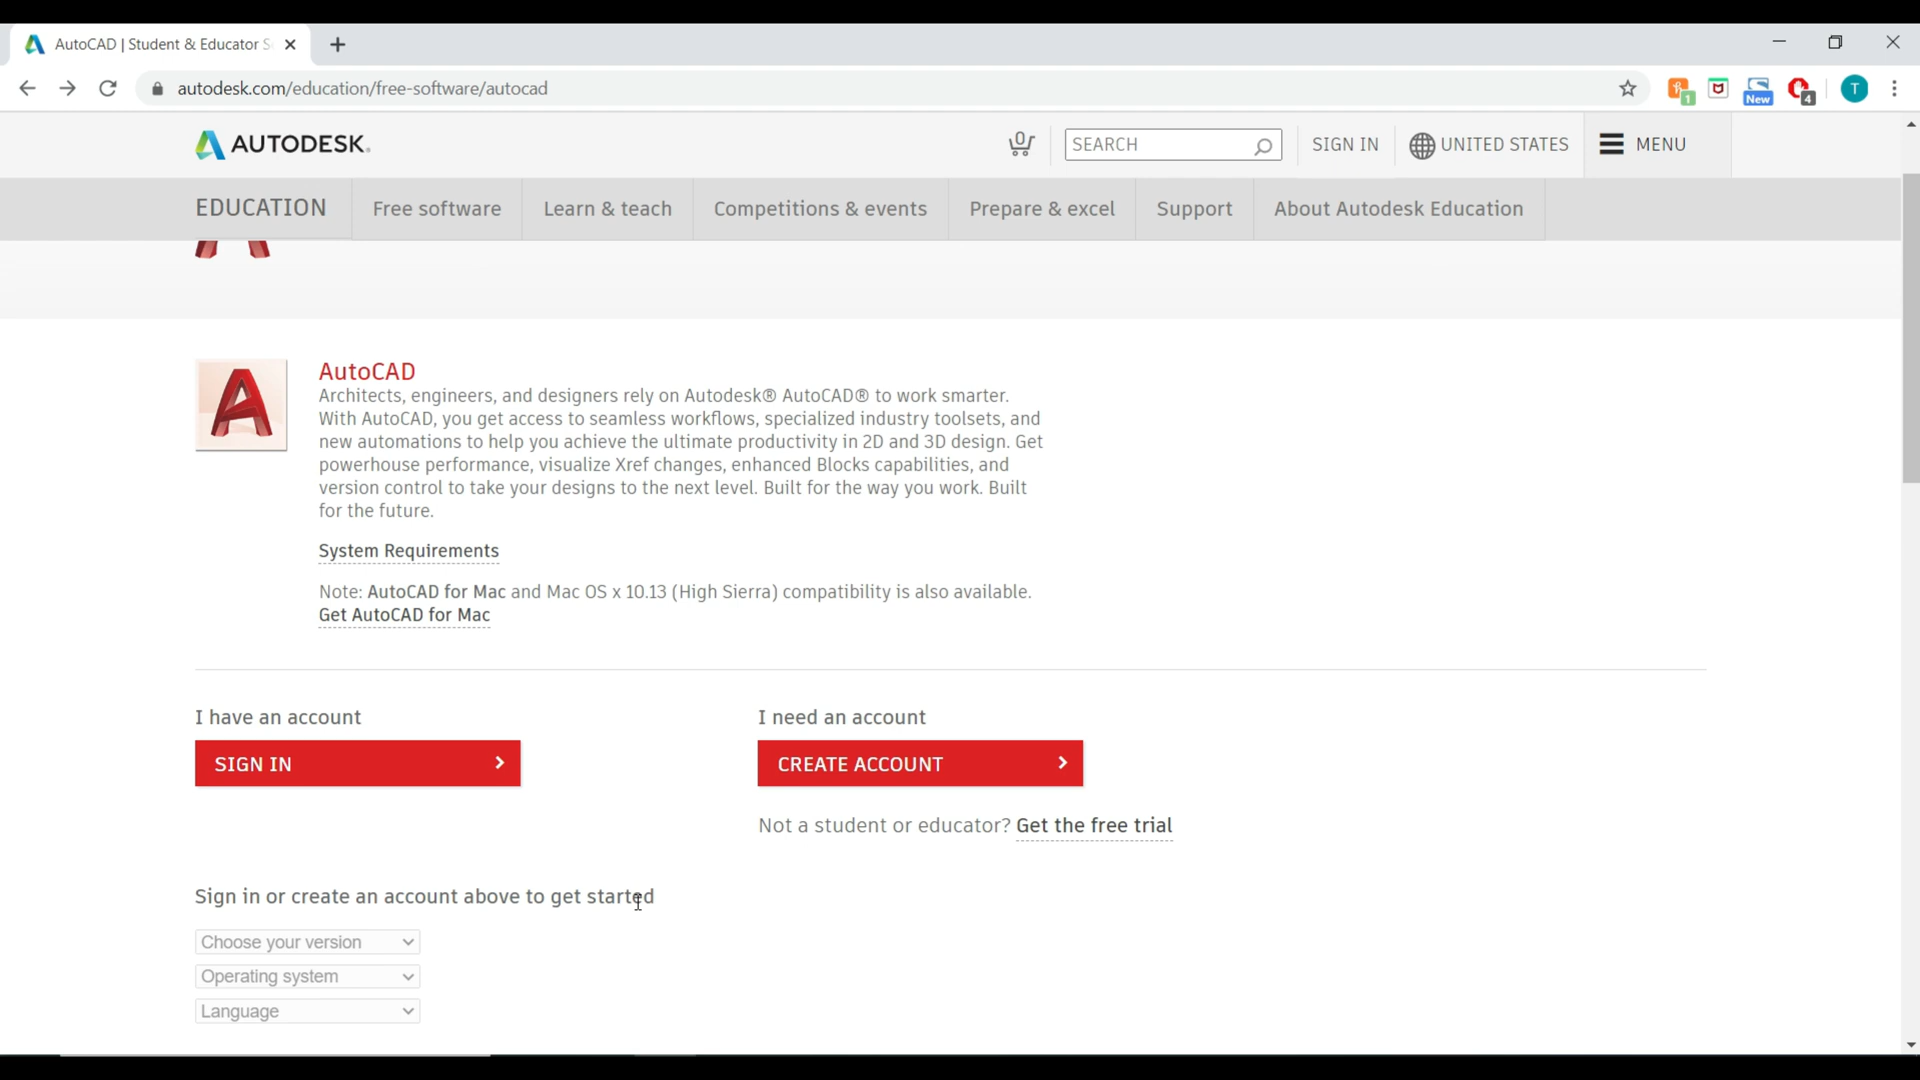 AutoCAD | Student & Educator S
autodesk.com/education/free-software/autocad
1
New
4
T
AUTODESK.
0
SEARCH
SIGN IN
UNITED STATES
MENU
EDUCATION
Free software
Learn & teach
Competitions & events
Prepare & excel
Support
About Autodesk Education
AutoCAD
Architects, engineers, and designers rely on Autodesk® AutoCAD® to work smarter.
With AutoCAD, you get access to seamless workflows, specialized industry toolsets, and
new automations to help you achieve the ultimate productivity in 2D and 3D design. Get
powerhouse performance, visualize Xref changes, enhanced Blocks capabilities, and
version control to take your designs to the next level. Built for the way you work. Built
for the future.
System Requirements
Note: AutoCAD for Mac and Mac OS x 10.13 (High Sierra) compatibility is also available.
Get AutoCAD for Mac
I have an account
SIGN IN
I need an account
CREATE ACCOUNT
Not a student or educator? Get the free trial
Sign in or create an account above to get started
Choose your version
Operating system
Language